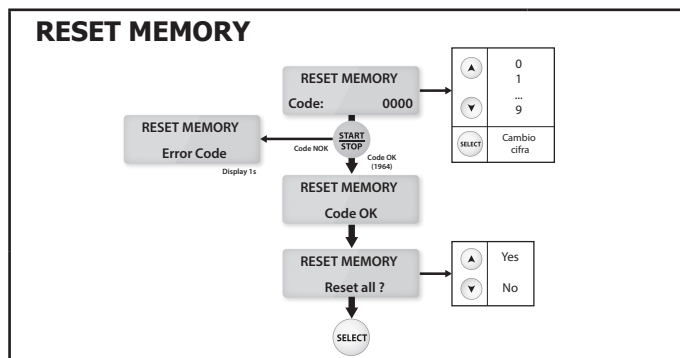 RESET MEMORY
RESET MEMORY
Code: 0000
0
1
...
9
SELECT
Cambio
cifra
START
STOP
Code NOK
RESET MEMORY
Error Code
Display 1s
Code OK
(1964)
RESET MEMORY
Code OK
RESET MEMORY
Reset all ?
Yes
No
SELECT